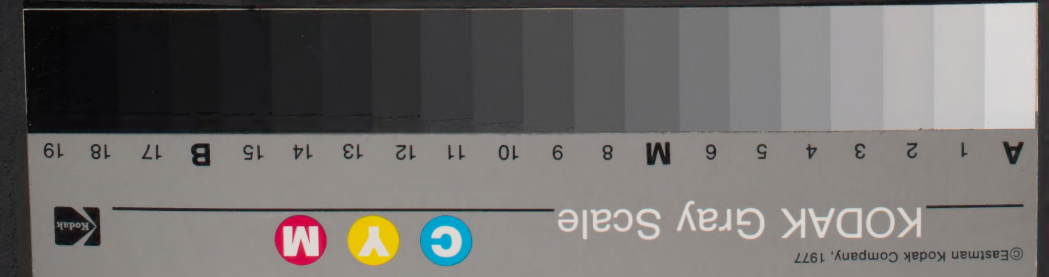 ©Eastman Kodak Company, 1977
KODAK Gray Scale
C Y M
Kodak
A 1 2 3 4 5 6 M 8 9 10 11 12 13 14 15 B 17 18 19